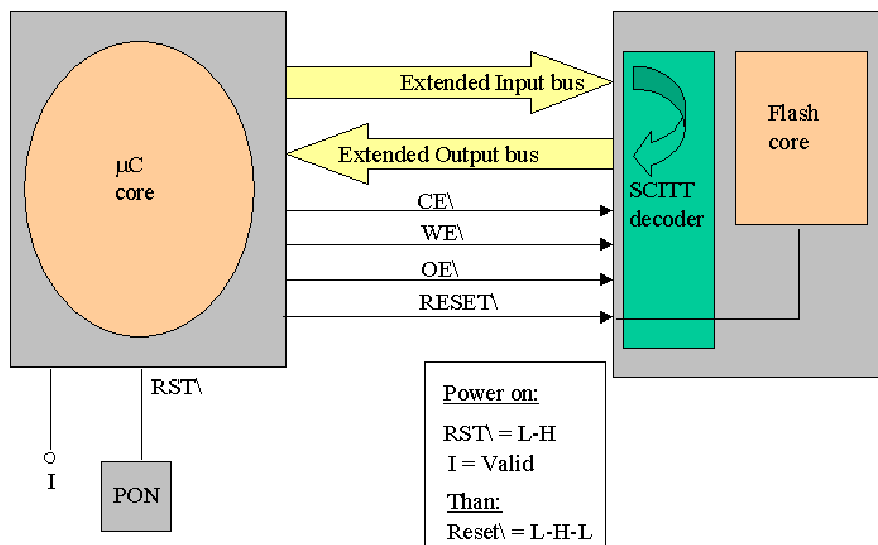 Extended Input bus
Extended Output bus
μC
core
Flash
core
SCITT
decoder
CE\
WE\
OE\
RESET\
RST\
I
PON
Power on:
RST\ = L-H
I = Valid
Than:
Reset\ = L-H-L